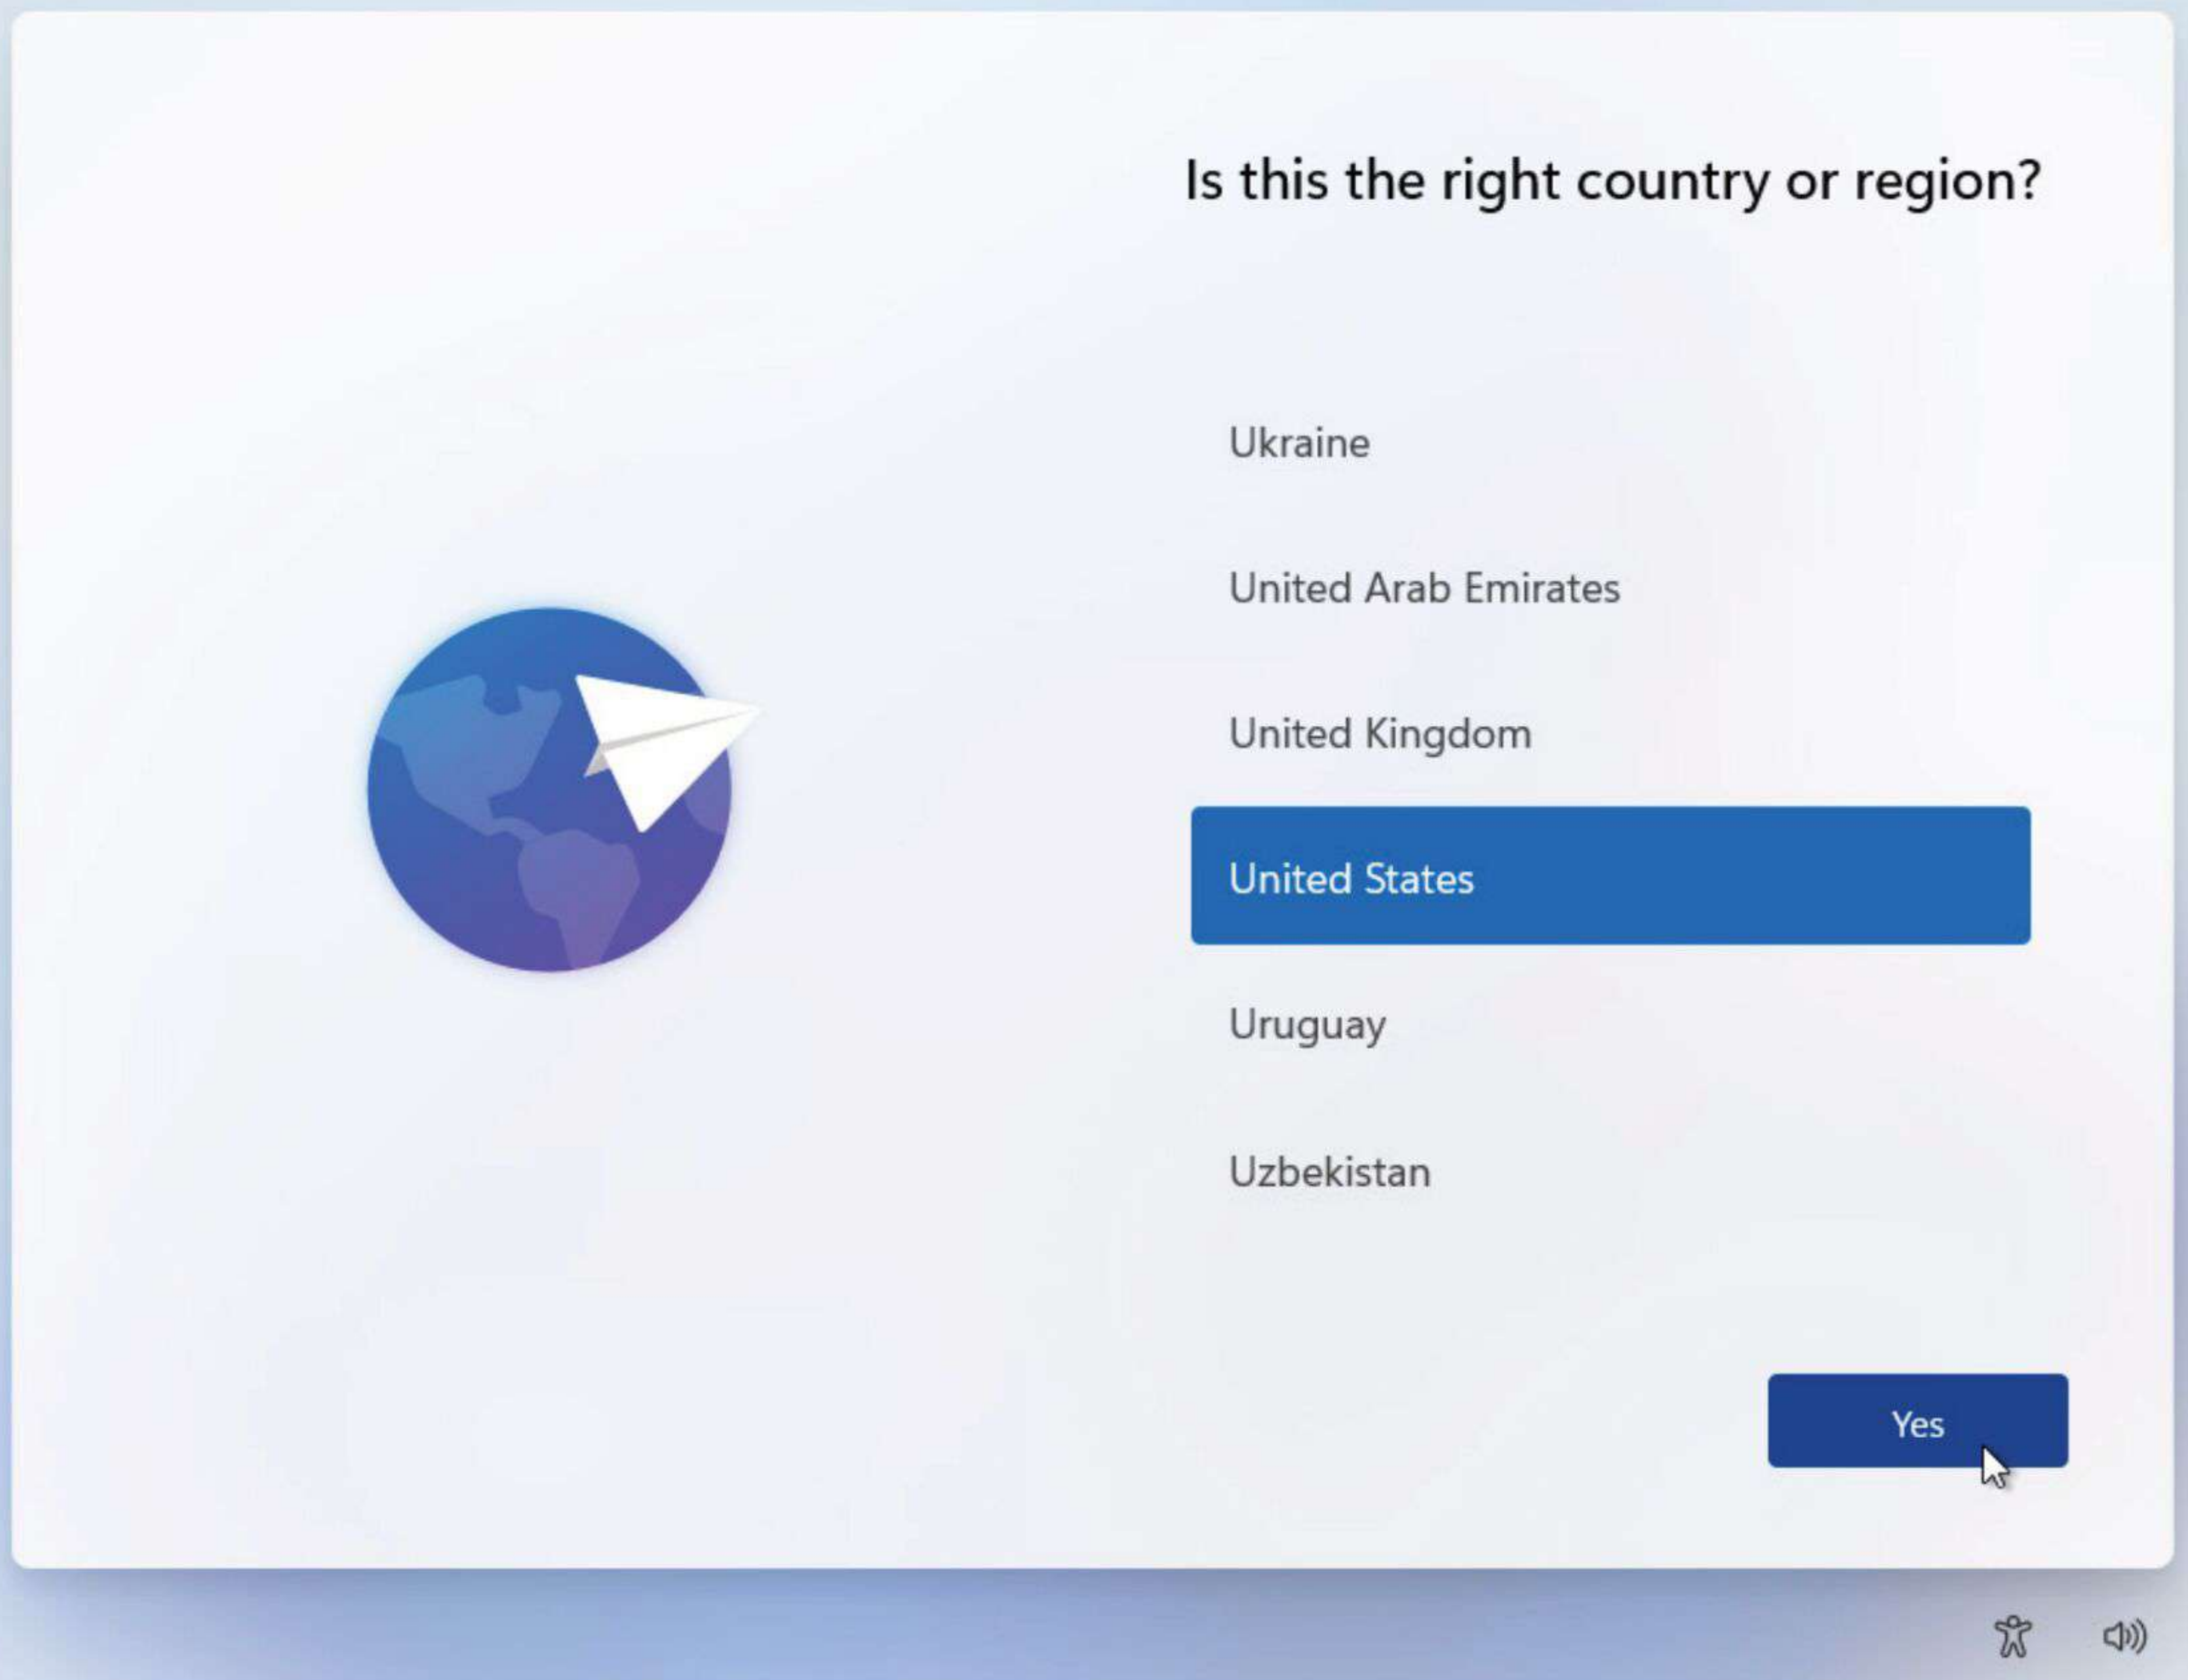 Is this the right country or region?
Ukraine
United Arab Emirates
United Kingdom
United States
Uruguay
Uzbekistan
Yes